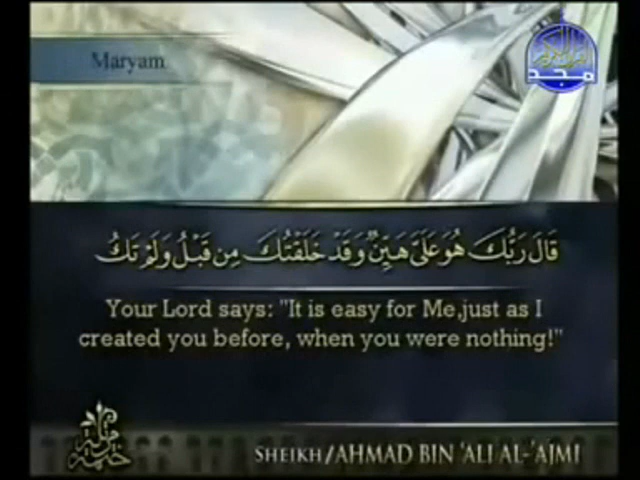 Maryam
مجد
قَالَ رَبُّكَ هُوَ عَلَىَّ هَيِّنٌ وَقَدْ خَلَقْتُكَ مِن قَبْلُ وَلَمْ تَكُ
Your Lord says: "It is easy for Me,just as I
created you before, when you were nothing!"
SHEIKH/AHMAD BIN 'ALI AL-'AJMI